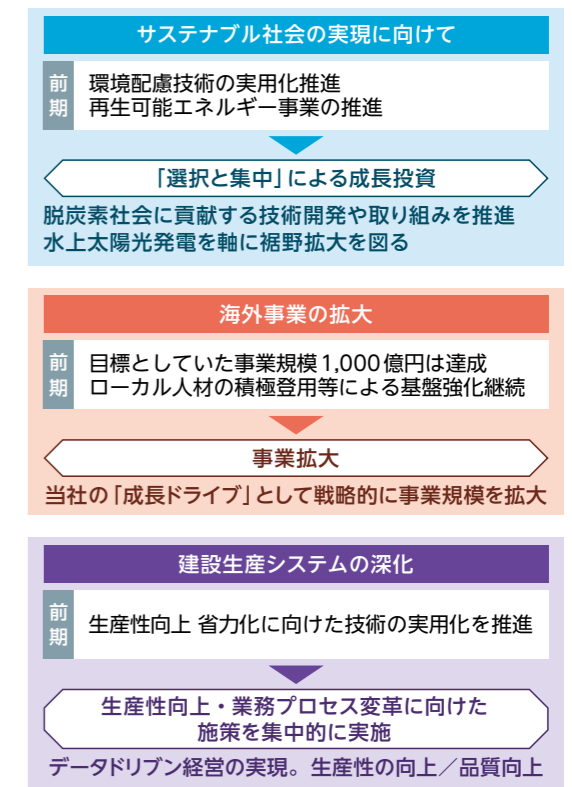 サステナブル社会の実現に向けて
前期
環境配慮技術の実用化推進
再生可能エネルギー事業の推進
「選択と集中」による成長投資
脱炭素社会に貢献する技術開発や取り組みを推進
水上太陽光発電を軸に裾野拡大を図る
海外事業の拡大
前期
目標としていた事業規模1,000億円は達成
ローカル人材の積極登用等による基盤強化継続
事業拡大
当社の「成長ドライブ」として戦略的に事業規模を拡大
建設生産システムの深化
前期
生産性向上 省力化に向けた技術の実用化を推進
生産性向上・業務プロセス変革に向けた
施策を集中的に実施
データドリブン経営の実現。生産性の向上／品質向上